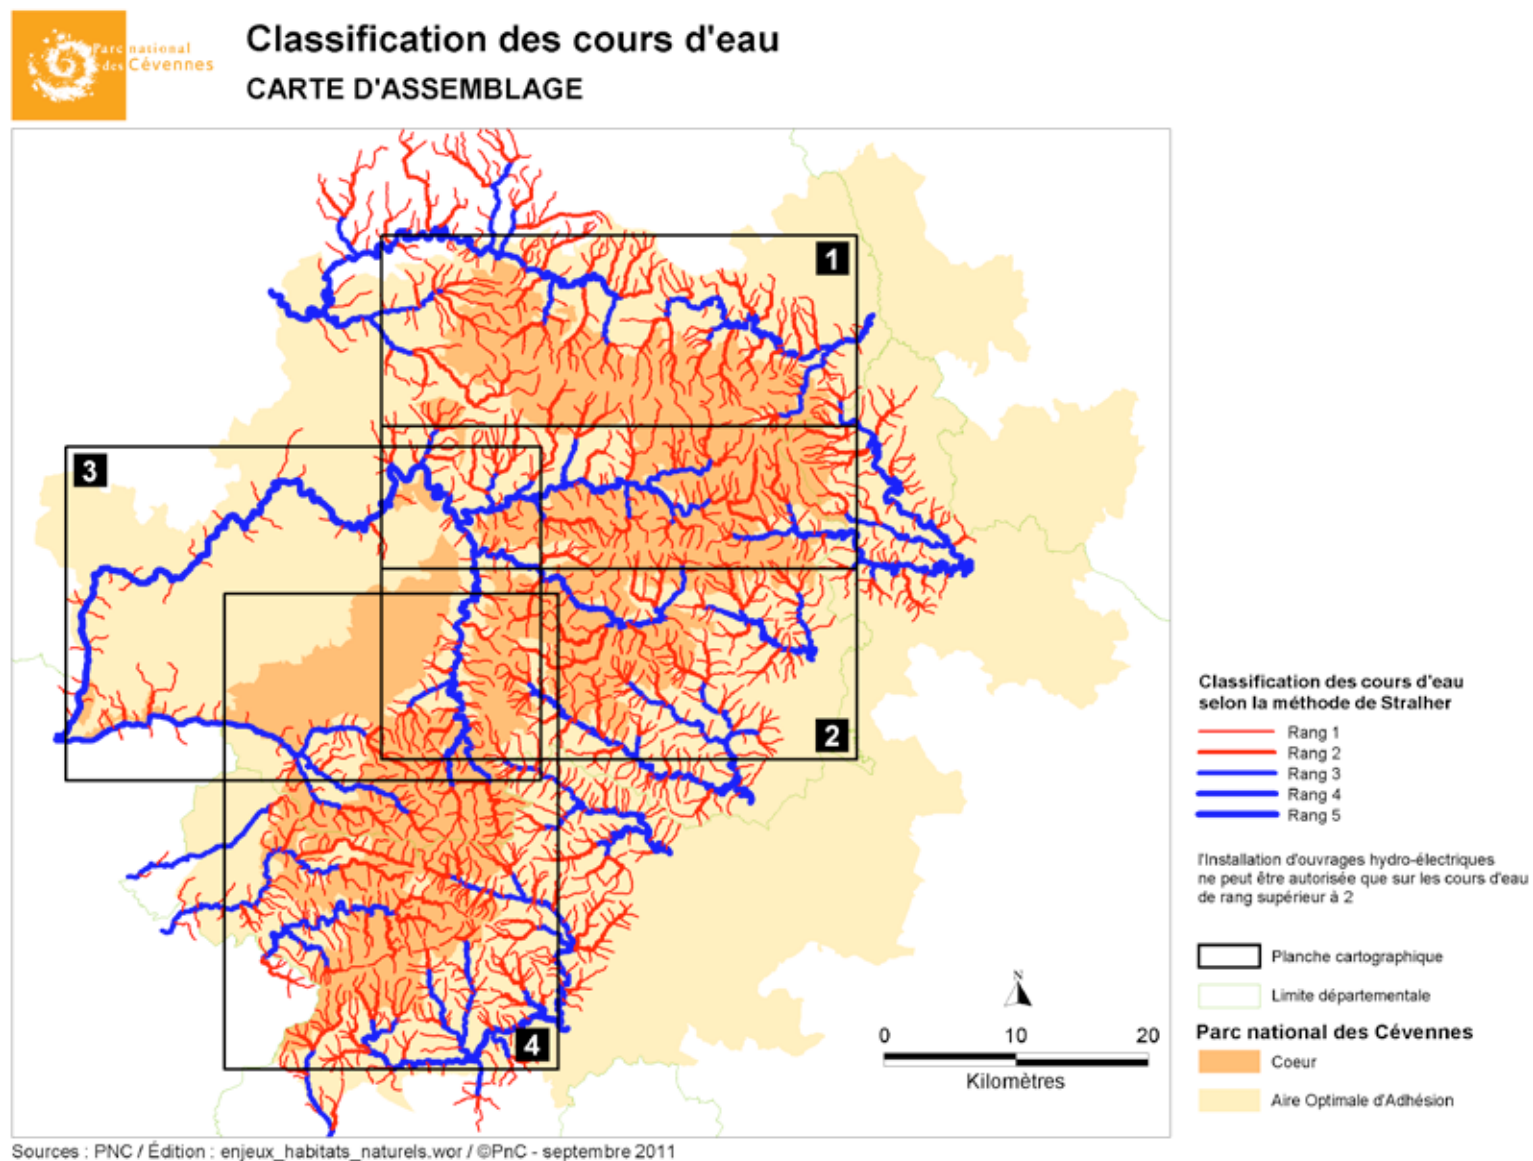 Parc national
des Cévennes
Classification des cours d'eau
CARTE D'ASSEMBLAGE
1
3
2
4
Classification des cours d'eau
selon la méthode de Stralher
Rang 1
Rang 2
Rang 3
Rang 4
Rang 5
l'Installation d'ouvrages hydro-électriques
ne peut être autorisée que sur les cours d'eau
de rang supérieur à 2
Planche cartographique
Limite départementale
Parc national des Cévennes
Coeur
Aire Optimale d'Adhésion
N
0 10 20
Kilomètres
Sources : PNC / Édition : enjeux_habitats_naturels.wor / ©PnC - septembre 2011